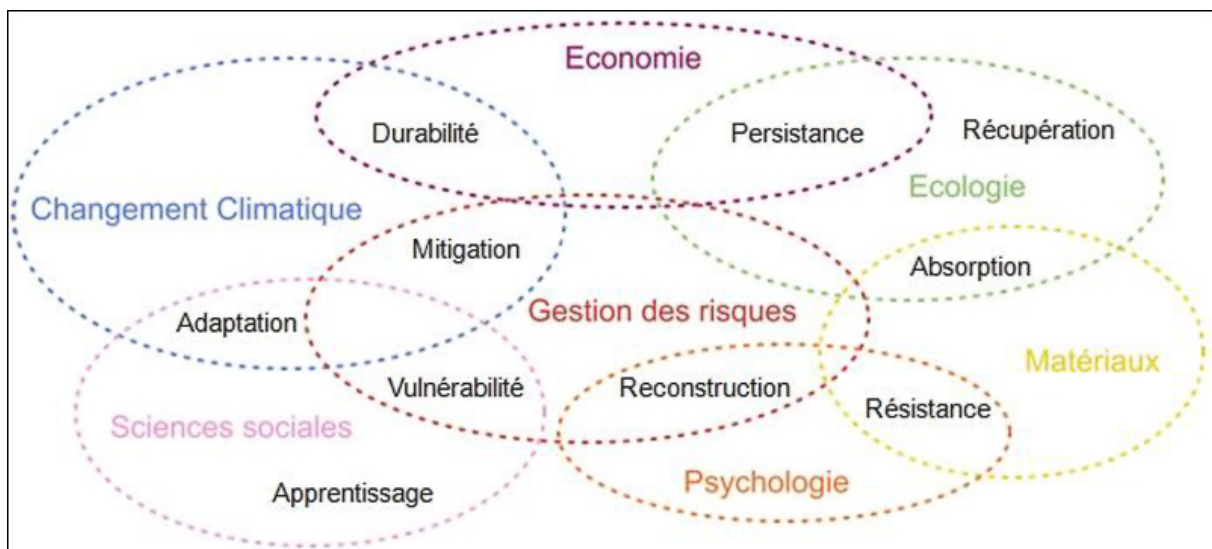 Economie
Durabilité
Persistance
Récupération
Ecologie
Changement Climatique
Mitigation
Absorption
Gestion des risques
Adaptation
Matériaux
Vulnérabilité
Reconstruction
Résistance
Sciences sociales
Psychologie
Apprentissage